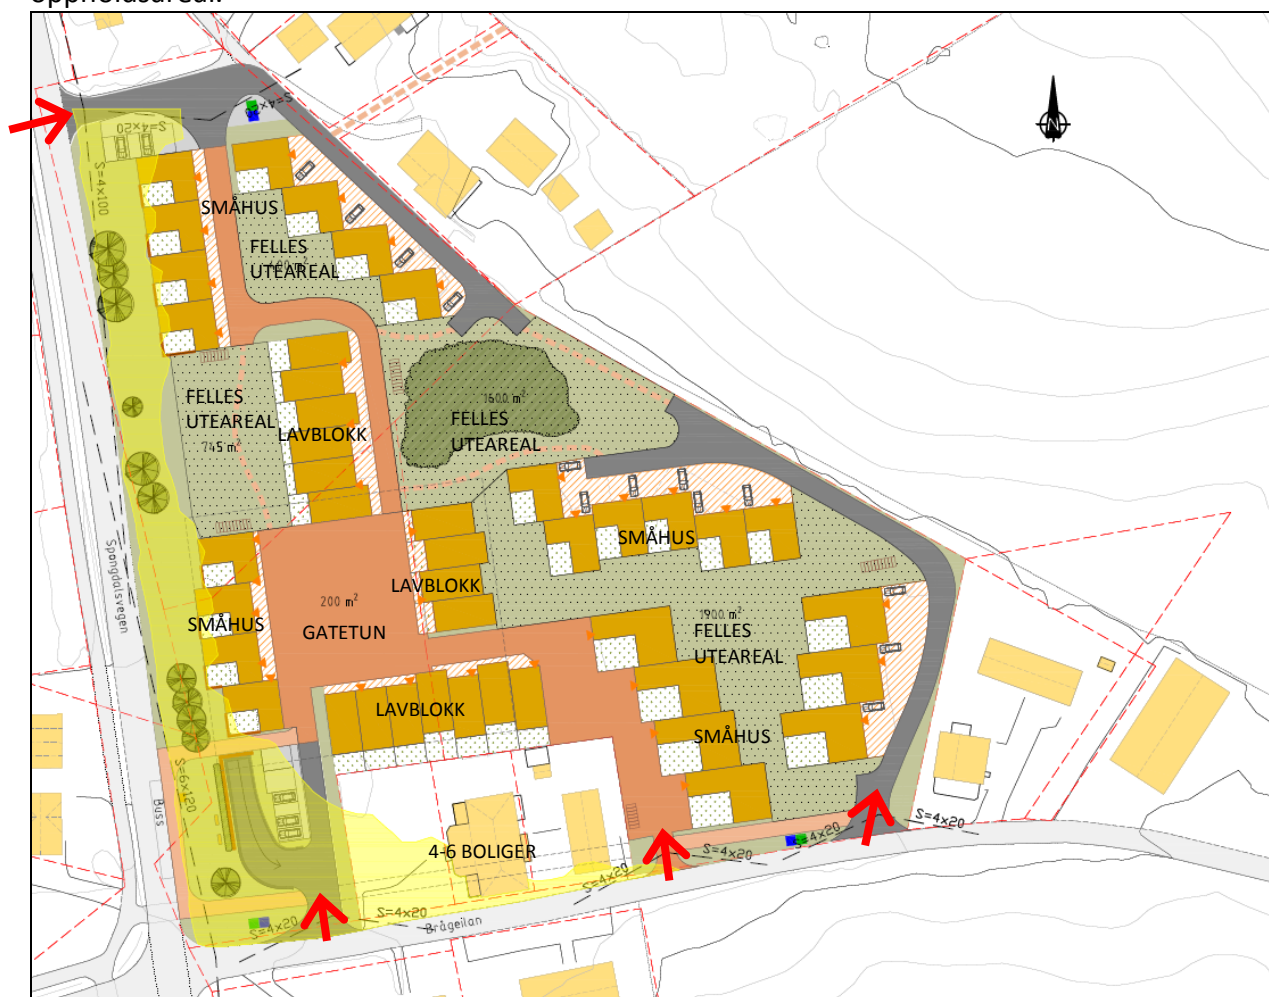 oppholdsareal.
N
S=4x20
S=4x20
S=4x100
SMÅHUS
FELLES
UTEAREAL
FELLES
UTEAREAL
745 m²
LAVBLOKK
1600 m²
FELLES
UTEAREAL
SMÅHUS
LAVBLOKK
Spongdalsvegen
200 m²
GATETUN
SMÅHUS
1900 m²
FELLES
UTEAREAL
LAVBLOKK
SMÅHUS
S=6x120
Buss
4-6 BOLIGER
S=4x20
S=4x20
S=4x20
S=4x20
S=4x20
S=4x20
Brågeilan